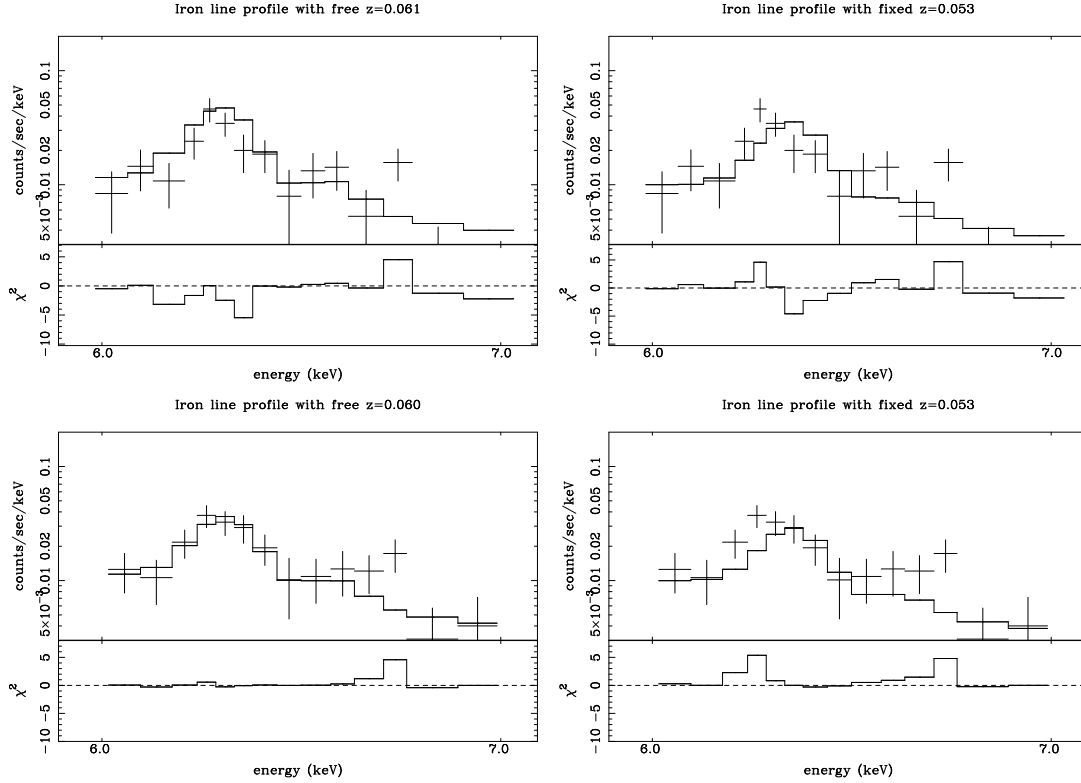 Iron line profile with free z=0.061
counts/sec/keV
0.1
0.05
0.02
0.01
5×10⁻³
χ²
5
0
−5
−10
6.0
7.0
energy (keV)
Iron line profile with fixed z=0.053
counts/sec/keV
0.1
0.05
0.02
0.01
5×10⁻³
χ²
5
0
−5
−10
6.0
7.0
energy (keV)
Iron line profile with free z=0.060
counts/sec/keV
0.1
0.05
0.02
0.01
5×10⁻³
χ²
5
0
−5
−10
6.0
7.0
energy (keV)
Iron line profile with fixed z=0.053
counts/sec/keV
0.1
0.05
0.02
0.01
5×10⁻³
χ²
5
0
−5
−10
6.0
7.0
energy (keV)